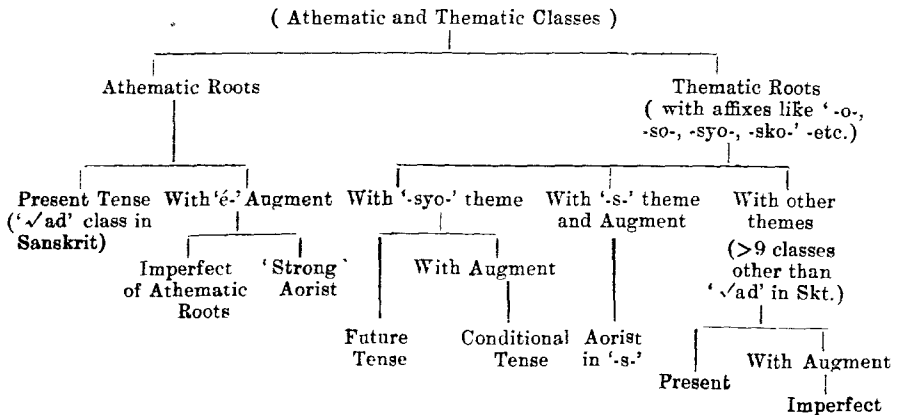 ( Athematic and Thematic Classes )
Athematic Roots
Thematic Roots
( with affixes like ‘ -o-,
-so-, -syo-, -sko-’ -etc.)
Present Tense
(‘√ad’ class in
Sanskrit)
With ‘é-’ Augment
With ‘-syo-’ theme
With ‘-s-’ theme
and Augment
With other
themes
(>9 classes
other than
‘ √ad’ in Skt.)
Imperfect
of Athematic
Roots
‘Strong‛
Aorist
With Augment
Future
Tense
Conditional
Tense
Aorist
in ‘-s-’
Present
With Augment
Imperfect